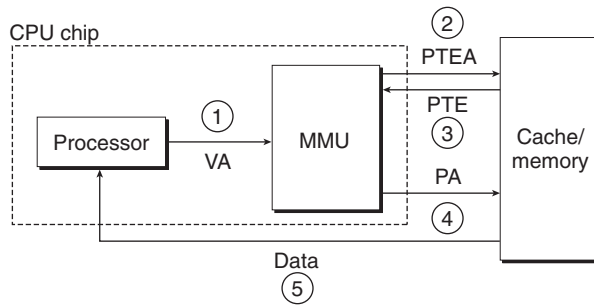 CPU chip
2
PTEA
1
PTE
Processor
MMU
3
Cache/
memory
VA
PA
4
Data
5